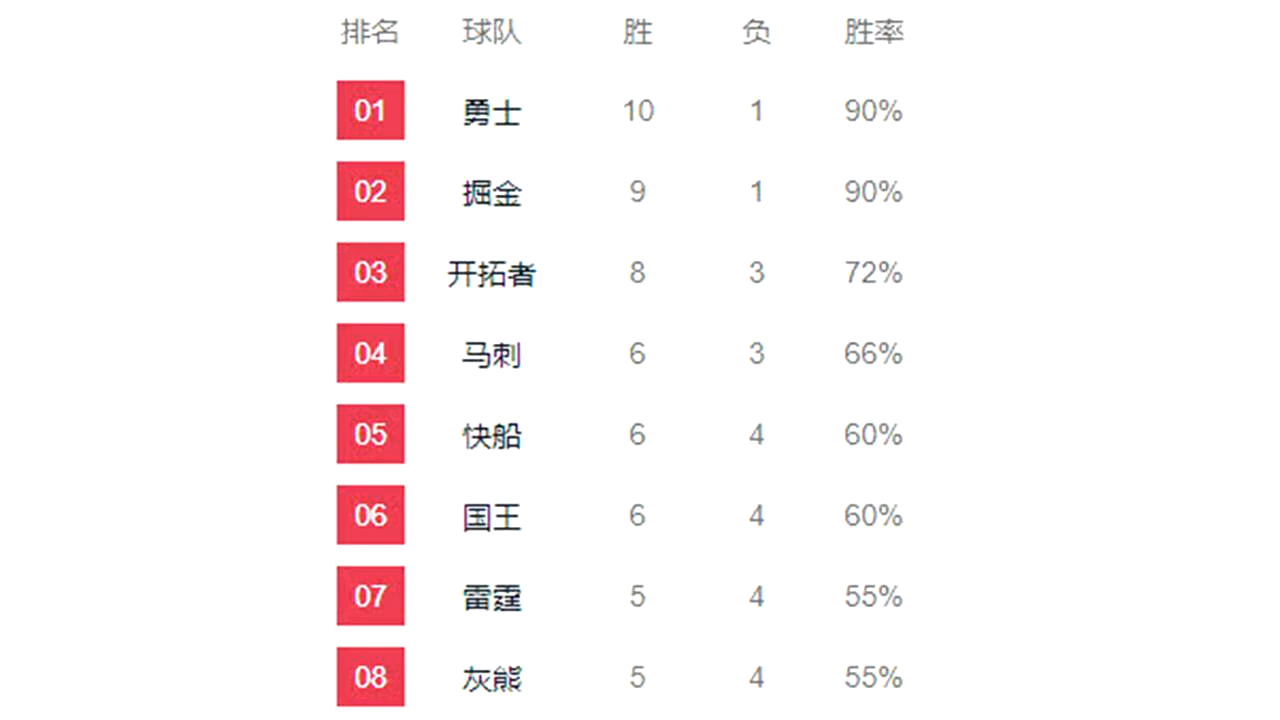 排名 球队 胜 负 胜率
01 勇士 10 1 90%
02 掘金 9 1 90%
03 开拓者 8 3 72%
04 马刺 6 3 66%
05 快船 6 4 60%
06 国王 6 4 60%
07 雷霆 5 4 55%
08 灰熊 5 4 55%